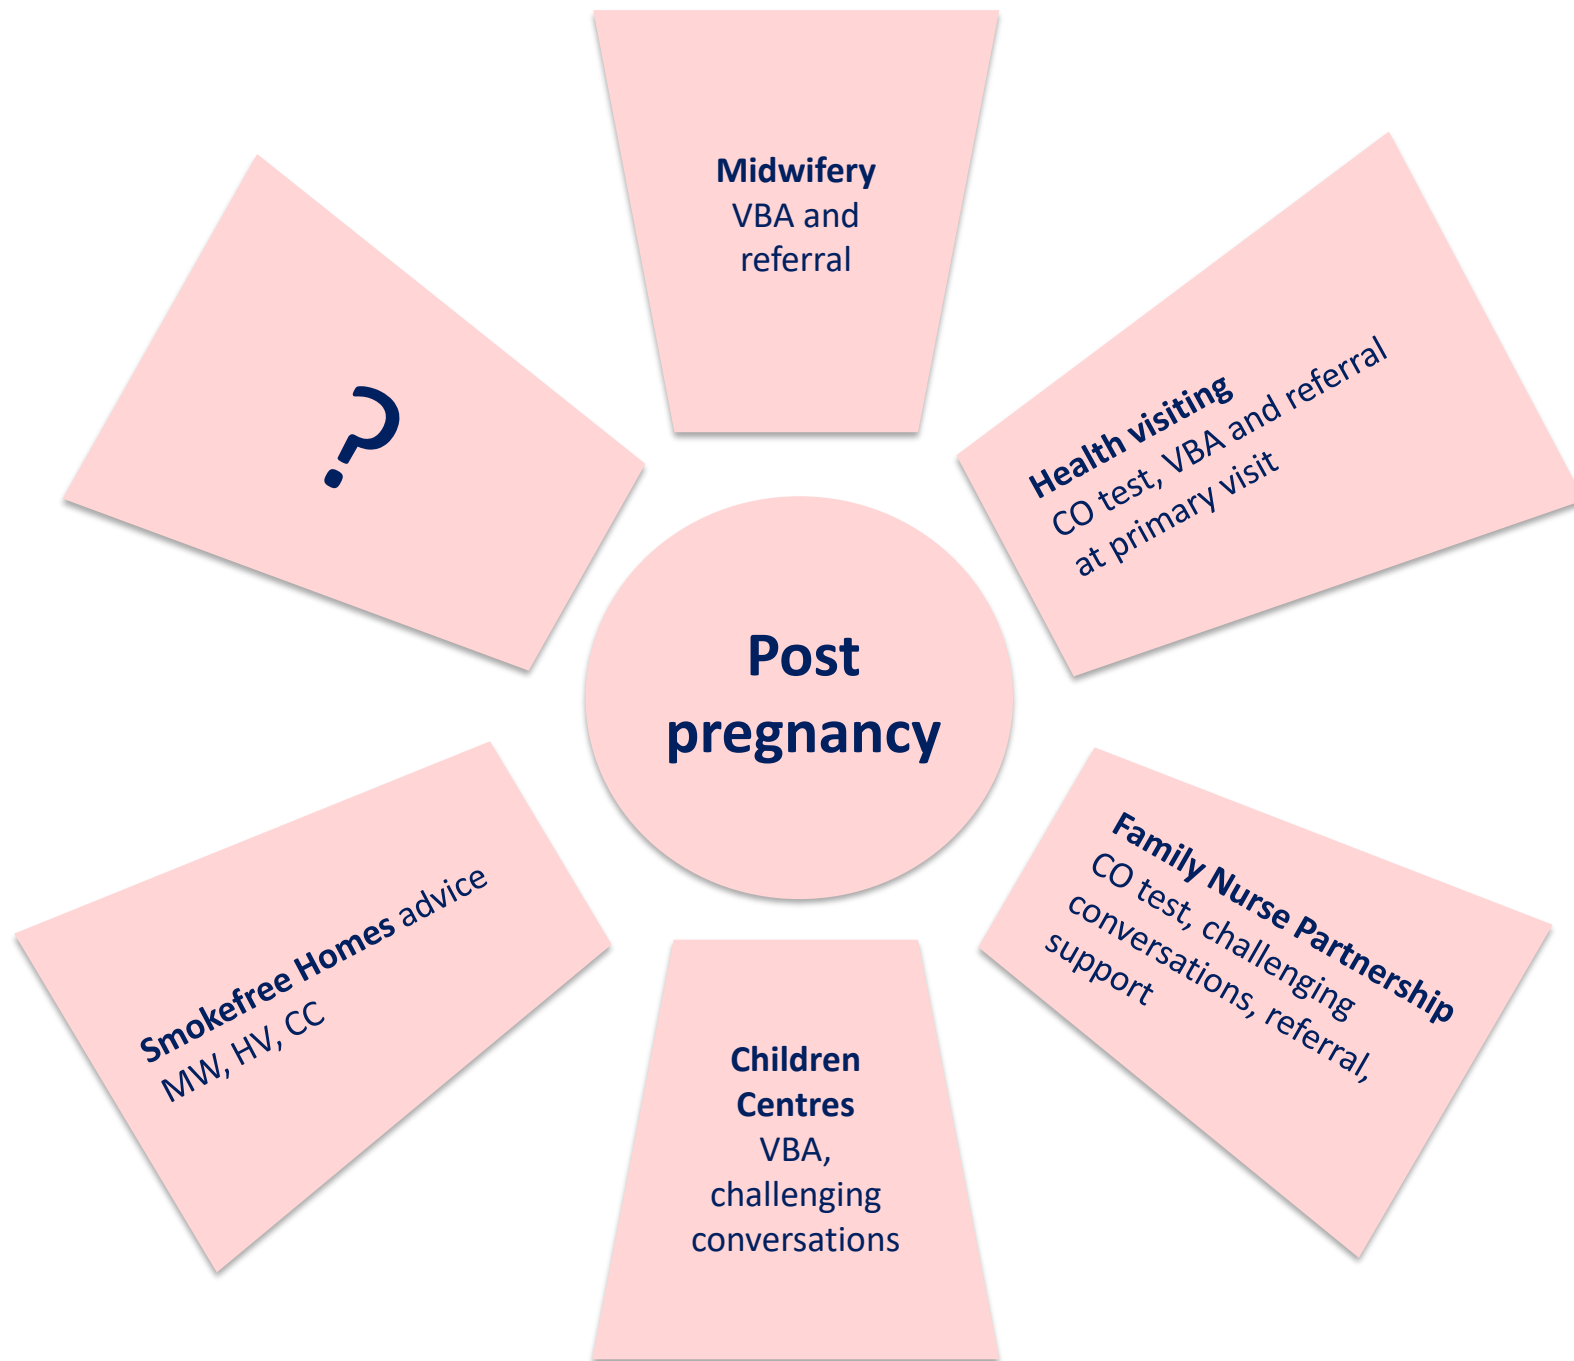 Midwifery
VBA and
referral
Health visiting
CO test, VBA and referral
at primary visit
Family Nurse Partnership
CO test, challenging
conversations, referral,
support
Children
Centres
VBA,
challenging
conversations
Smokefree Homes advice
MW, HV, CC
?
Post
pregnancy